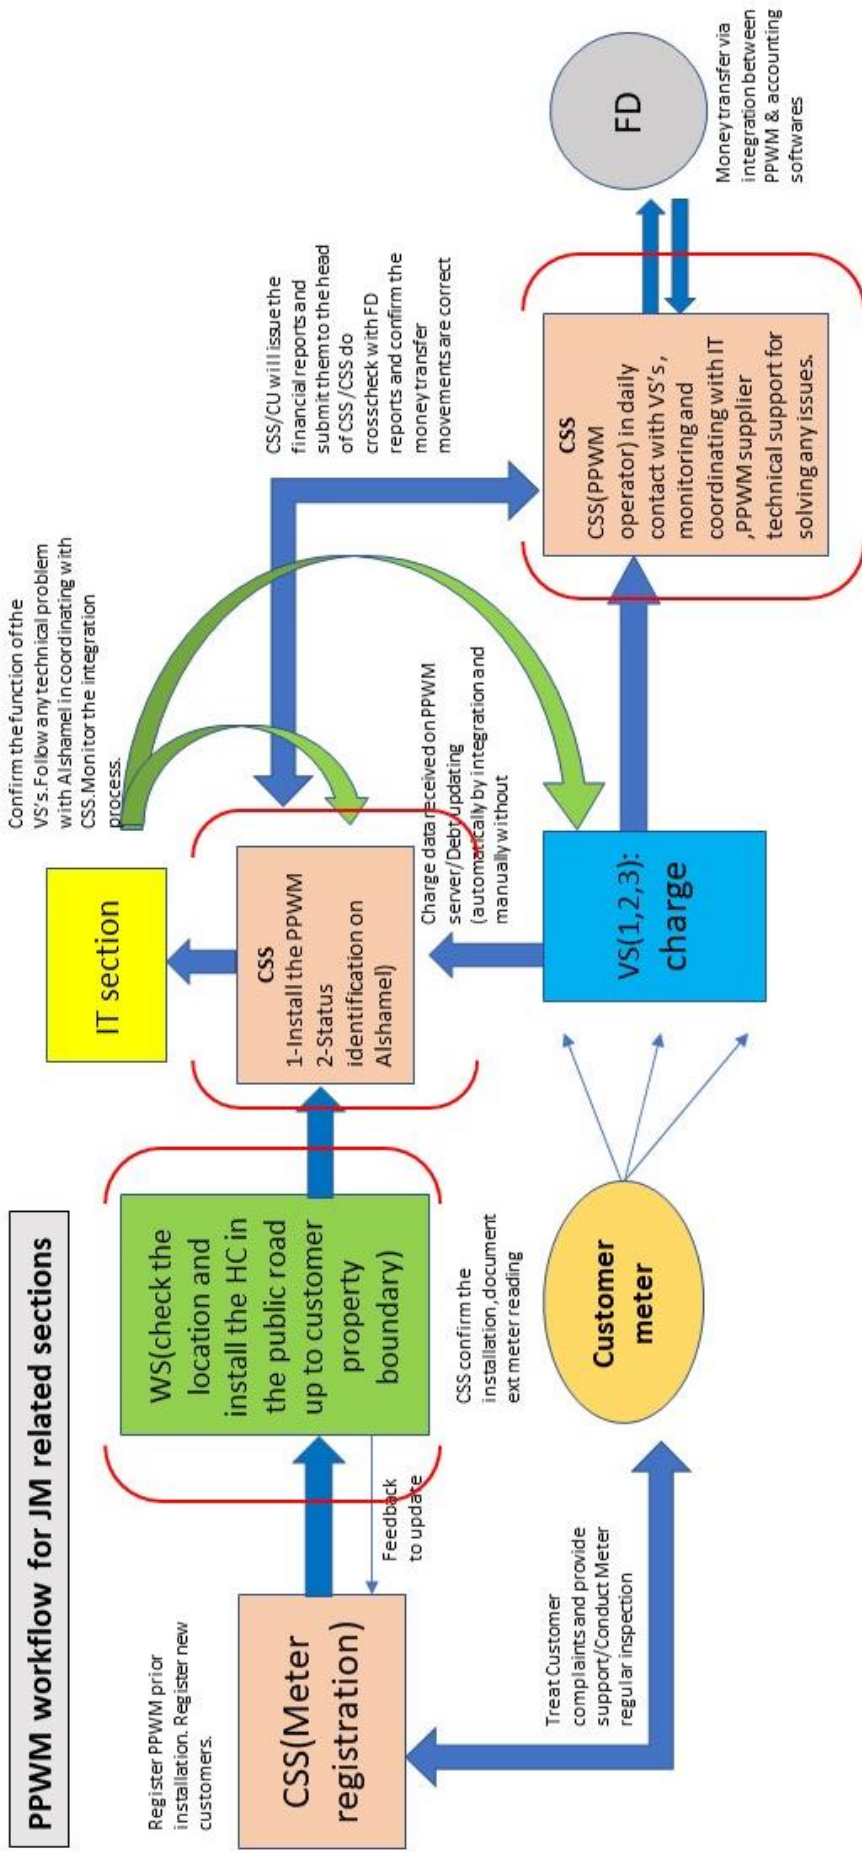 PPWM workflow for JM related sections
Register PPWM prior
installation. Register new
customers.
CSS(Meter
registration)
Feedback
to update
WS(check the
location and
install the HC in
the public road
up to customer
property
boundary)
CSS confirm the
installation,document
ext meter reading
CSS
1-Install the PPWM
2-Status
identification on
Alshamel)
IT section
Confirm the function of the
VS's. Follow any technical problem
with Alshamel in coordinating with
CSS. Monitor the integration
process.
CSS/CU will issue the
financial reports and
submit them to the head
of CSS /CSS do
crosscheck with FD
reports and confirm the
money transfer
movements are correct
Charge data received on PPWM
server/Debt updating
(automatically by integration and
manually without
Treat Customer
complaints and provide
support/Conduct Meter
regular inspection
Customer
meter
VS(1,2,3):
charge
CSS
CSS(PPWM
operator) in daily
contact with VS's,
monitoring and
coordinating with IT
,PPWM supplier
technical support for
solving any issues.
FD
Money transfer via
integration between
PPWM & accounting
softwares